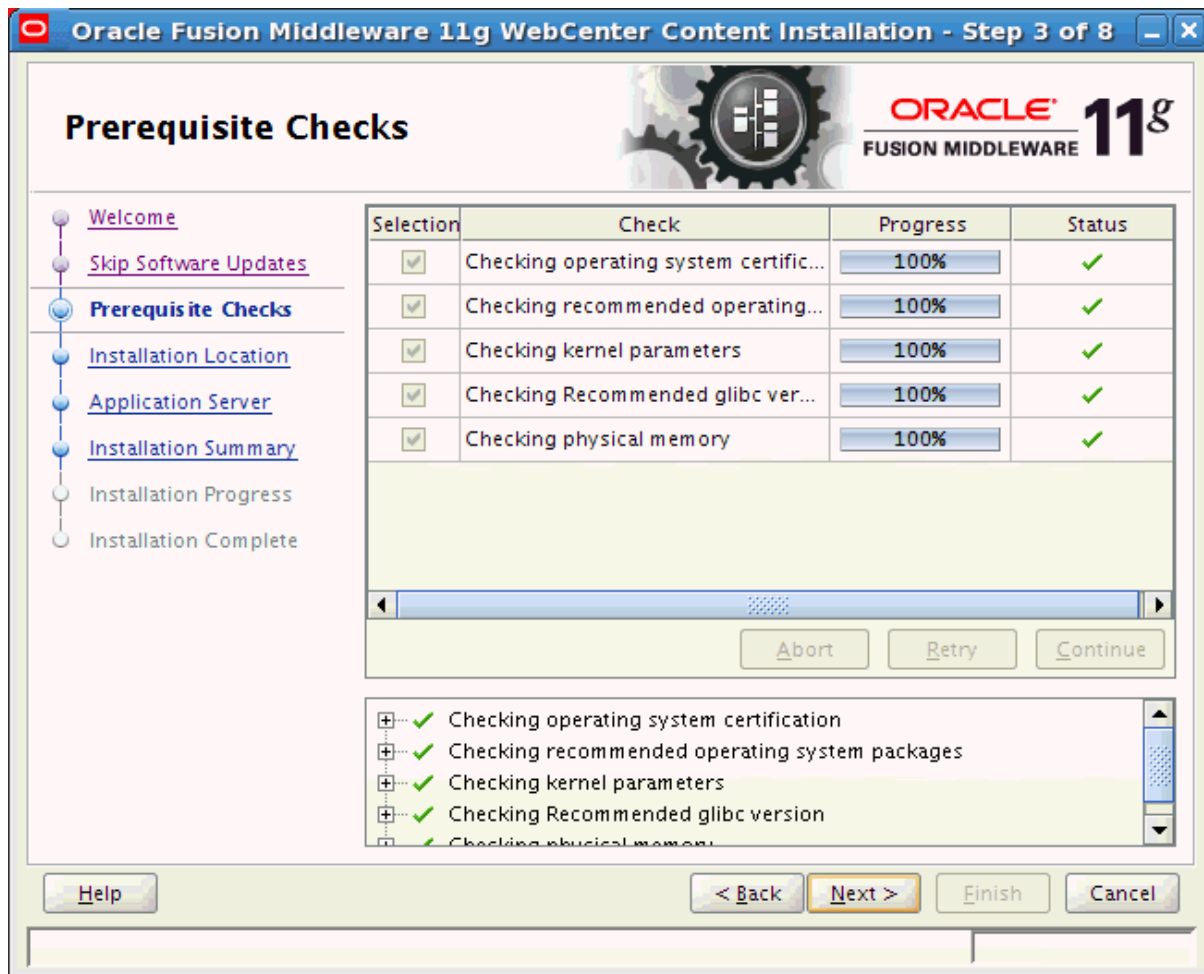 Oracle Fusion Middleware 11g WebCenter Content Installation - Step 3 of 8
Prerequisite Checks
ORACLE
FUSION MIDDLEWARE
11g
Welcome
Skip Software Updates
Prerequisite Checks
Installation Location
Application Server
Installation Summary
Installation Progress
Installation Complete
Selection Check Progress Status
Checking operating system certific... 100%
Checking recommended operating... 100%
Checking kernel parameters 100%
Checking Recommended glibc ver... 100%
Checking physical memory 100%
Abort Retry Continue
Checking operating system certification
Checking recommended operating system packages
Checking kernel parameters
Checking Recommended glibc version
Checking physical memory
Help < Back Next > Finish Cancel